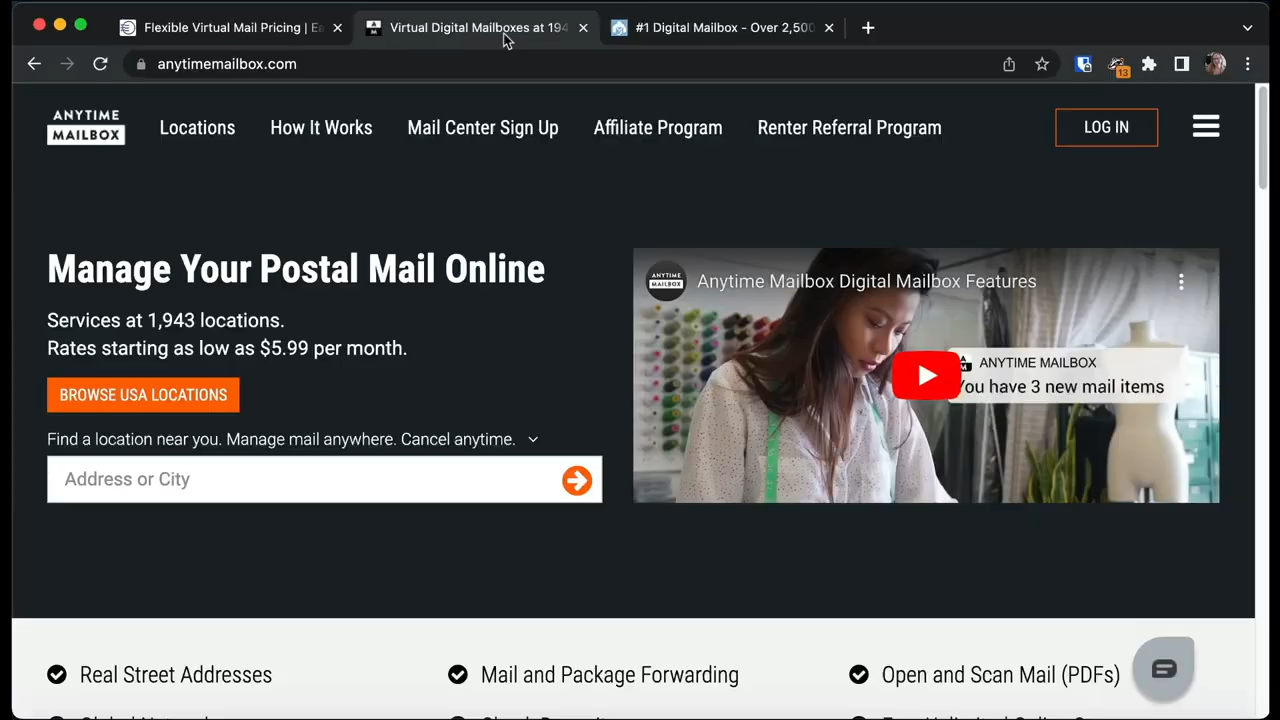 Flexible Virtual Mail Pricing | Ea
Virtual Digital Mailboxes at 194
#1 Digital Mailbox - Over 2,500
anytimemailbox.com
13
ANYTIME
MAILBOX
Locations
How It Works
Mail Center Sign Up
Affiliate Program
Renter Referral Program
LOG IN
Manage Your Postal Mail Online
Services at 1,943 locations.
Rates starting as low as $5.99 per month.
BROWSE USA LOCATIONS
Find a location near you. Manage mail anywhere. Cancel anytime.
Address or City
ANYTIME
MAILBOX
Anytime Mailbox Digital Mailbox Features
ANYTIME MAILBOX
You have 3 new mail items
Real Street Addresses
Mail and Package Forwarding
Open and Scan Mail (PDFs)